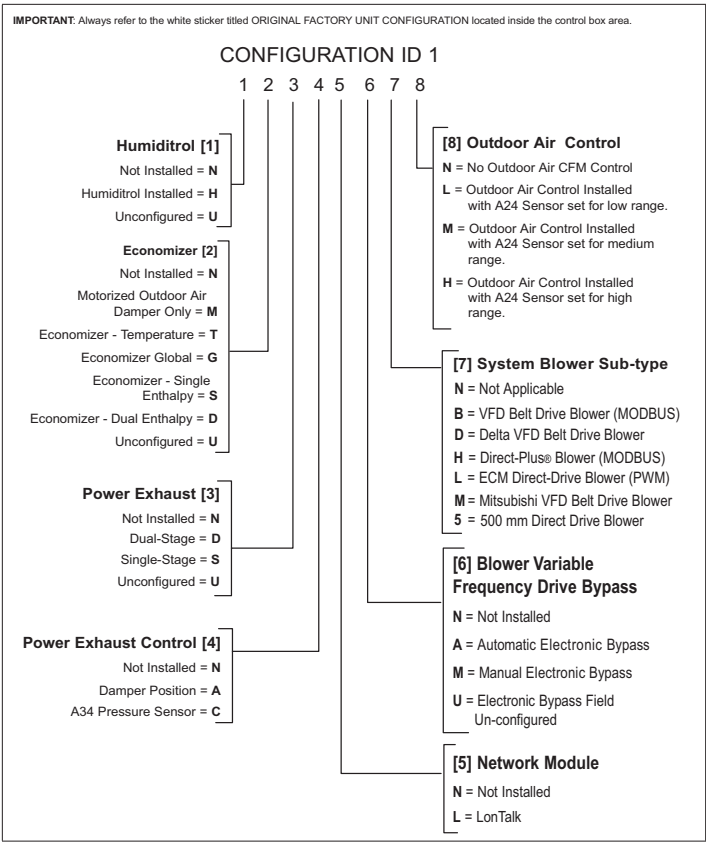 IMPORTANT: Always refer to the white sticker titled ORIGINAL FACTORY UNIT CONFIGURATION located inside the control box area.
CONFIGURATION ID 1
1 2 3 4 5 6 7 8
Humiditrol [1]
Not Installed = N
Humiditrol Installed = H
Unconfigured = U
Economizer [2]
Not Installed = N
Motorized Outdoor Air
Damper Only = M
Economizer - Temperature = T
Economizer Global = G
Economizer - Single
Enthalpy = S
Economizer - Dual Enthalpy = D
Unconfigured = U
Power Exhaust [3]
Not Installed = N
Dual-Stage = D
Single-Stage = S
Unconfigured = U
Power Exhaust Control [4]
Not Installed = N
Damper Position = A
A34 Pressure Sensor = C
[8] Outdoor Air Control
N = No Outdoor Air CFM Control
L = Outdoor Air Control Installed
with A24 Sensor set for low range.
M = Outdoor Air Control Installed
with A24 Sensor set for medium
range.
H = Outdoor Air Control Installed
with A24 Sensor set for high
range.
[7] System Blower Sub-type
N = Not Applicable
B = VFD Belt Drive Blower (MODBUS)
D = Delta VFD Belt Drive Blower
H = Direct-Plus® Blower (MODBUS)
L = ECM Direct-Drive Blower (PWM)
M = Mitsubishi VFD Belt Drive Blower
5 = 500 mm Direct Drive Blower
[6] Blower Variable
Frequency Drive Bypass
N = Not Installed
A = Automatic Electronic Bypass
M = Manual Electronic Bypass
U = Electronic Bypass Field
Un-configured
[5] Network Module
N = Not Installed
L = LonTalk